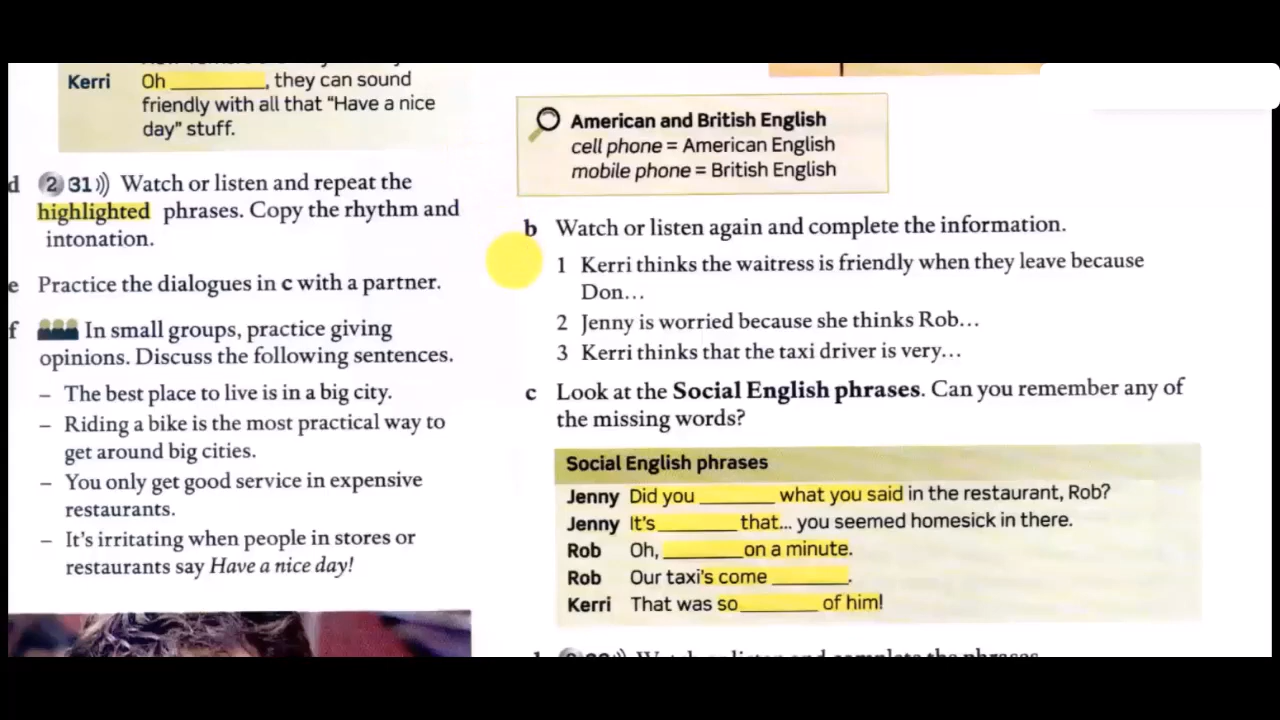 Kerri Oh ________, they can sound
friendly with all that “Have a nice
day” stuff.
d 2 31)) Watch or listen and repeat the
highlighted phrases. Copy the rhythm and
intonation.
e Practice the dialogues in c with a partner.
f In small groups, practice giving
opinions. Discuss the following sentences.
– The best place to live is in a big city.
– Riding a bike is the most practical way to
get around big cities.
– You only get good service in expensive
restaurants.
– It’s irritating when people in stores or
restaurants say Have a nice day!
American and British English
cell phone = American English
mobile phone = British English
b Watch or listen again and complete the information.
1 Kerri thinks the waitress is friendly when they leave because
Don…
2 Jenny is worried because she thinks Rob…
3 Kerri thinks that the taxi driver is very…
c Look at the Social English phrases. Can you remember any of
the missing words?
Social English phrases
Jenny Did you ________ what you said in the restaurant, Rob?
Jenny It’s ________ that… you seemed homesick in there.
Rob Oh, ________ on a minute.
Rob Our taxi’s come ________.
Kerri That was so ________ of him!
Watch or listen and complete the phrases